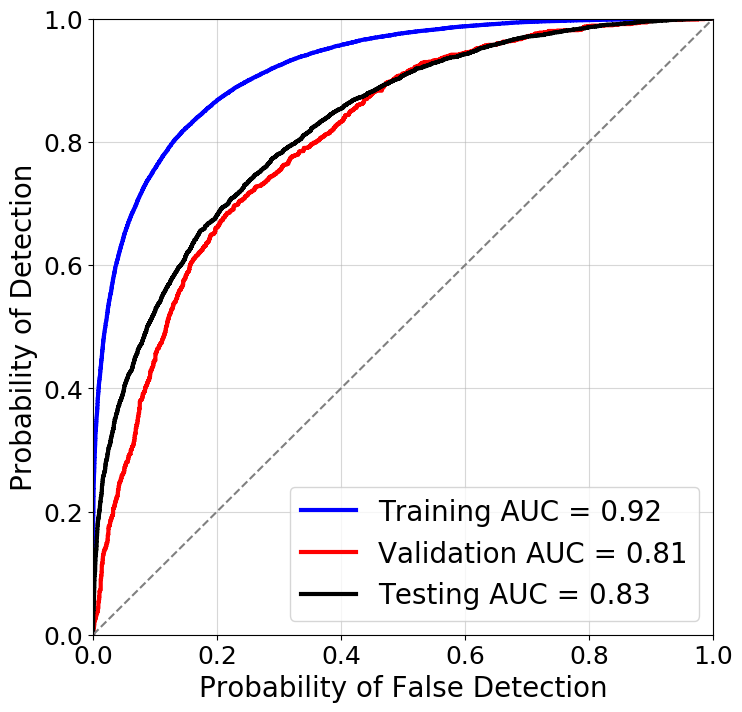 1.0
0.8
0.6
0.4
0.2
0.0
Probability of Detection
Training AUC = 0.92
Validation AUC = 0.81
Testing AUC = 0.83
0.0 0.2 0.4 0.6 0.8 1.0
Probability of False Detection